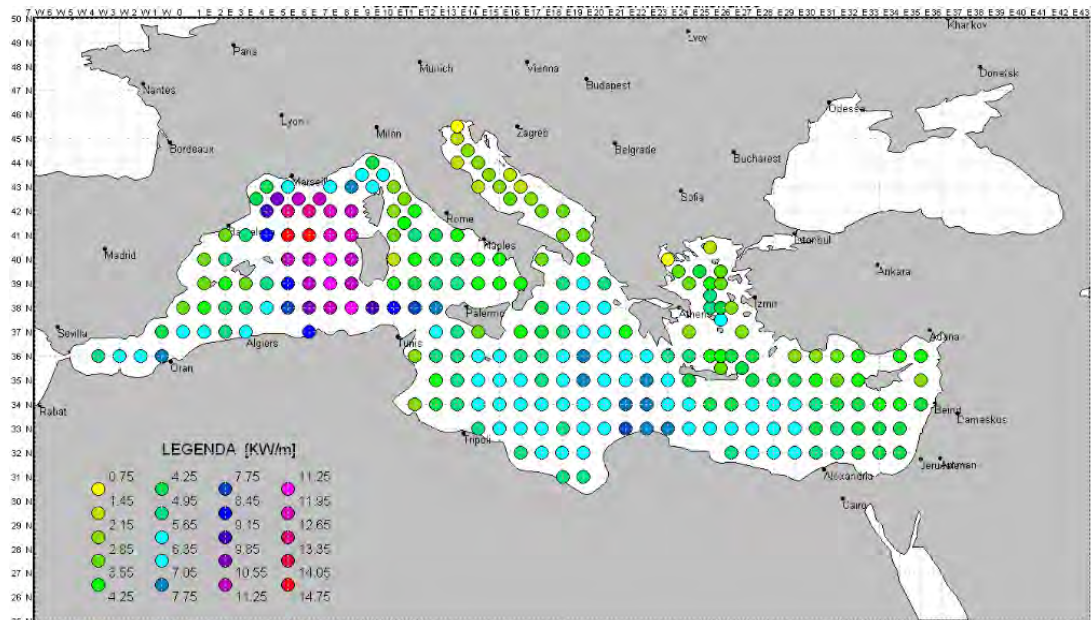 7 W 6 W 5 W 4 W 3 W 2 W 1 W 0 E 1 E 2 E 3 E 4 E 5 E 6 E 7 E 8 E 9 E 10 E 11 E 12 E 13 E 14 E 15 E 16 E 17 E 18 E 19 E 20 E 21 E 22 E 23 E 24 E 25 E 26 E 27 E 28 E 29 E 30 E 31 E 32 E 33 E 34 E 35 E 36 E 37 E 38 E 39 E 40 E 41 E 42 E 43
50 N
Kharkov
49 N
Paris
Lvov
48 N
Munich
Vienna
Donetsk
47 N
Nantes
Budapest
46 N
Lyon
Milon
Zagreb
Odessa
45 N
Bordeaux
Belgrade
Bucharest
44 N
43 N
Marseille
Sofia
42 N
Rome
41 N
Naples
Istanbul
40 N
Madrid
Ankara
39 N
38 N
Palermo
Athens
Izmir
37 N
Sevilla
Algiers
Tunis
Adana
36 N
Oran
35 N
34 N
Rabat
Beirut
Damaskus
33 N
Tripoli
32 N
Alexandria
31 N
30 N
Cairo
29 N
28 N
27 N
26 N
25 N
LEGENDA [KW/m]
0.75 4.25 7.75 11.25
1.45 4.95 8.45 11.95
2.15 5.65 9.15 12.65
2.85 6.35 9.85 13.35
3.55 7.05 10.55 14.05
4.25 7.75 11.25 14.75